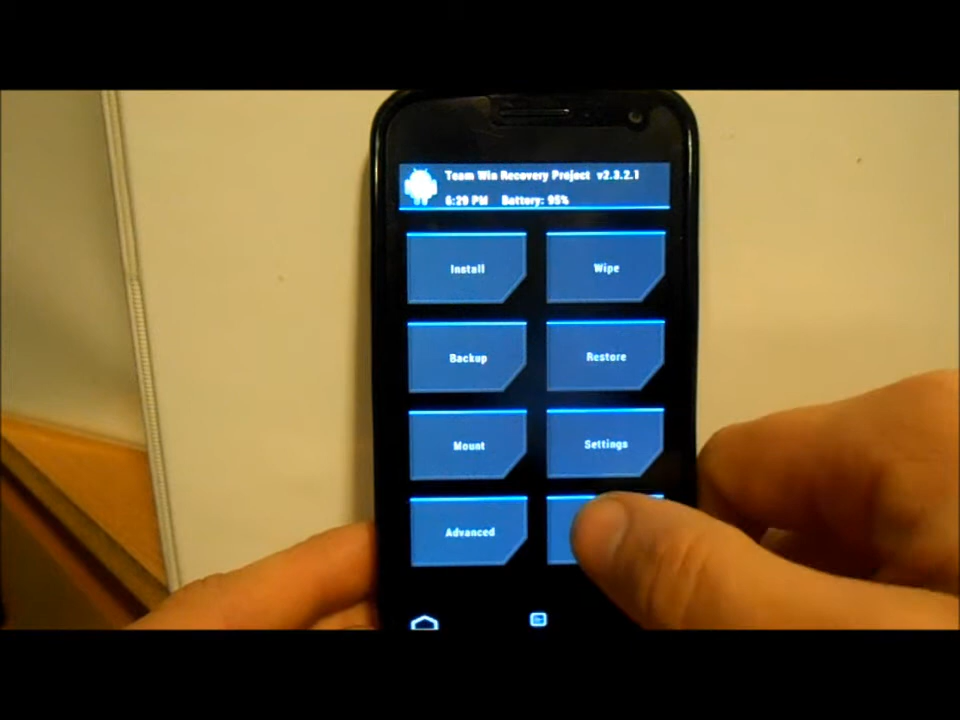 Team Win Recovery Project v2.3.2.1
6:29 PM Battery: 95%
Install
Wipe
Backup
Restore
Mount
Settings
Advanced